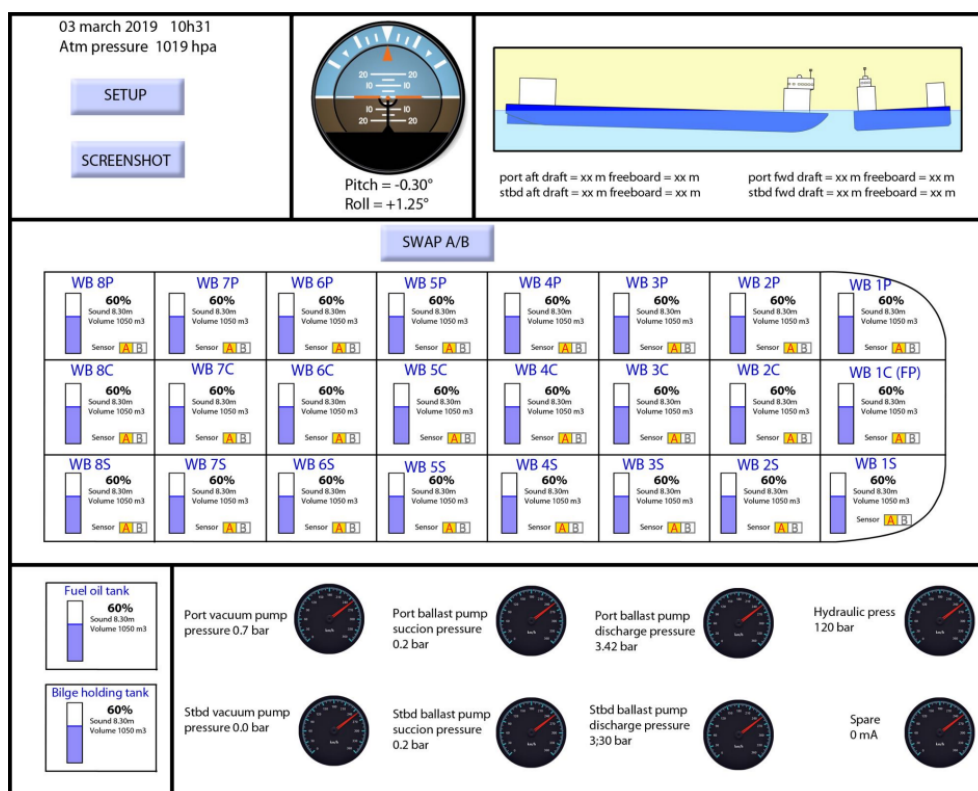 03 march 2019 10h31
Atm pressure 1019 hpa
SETUP
SCREENSHOT
20 20
10 10
10 10
20 20
Pitch = -0.30°
Roll = +1.25°
port aft draft = xx m freeboard = xx m
stbd aft draft = xx m freeboard = xx m
port fwd draft = xx m freeboard = xx m
stbd fwd draft = xx m freeboard = xx m
SWAP A/B
WB 8P
60%
Sound 8.30m
Volume 1050 m3
Sensor A B
WB 7P
60%
Sound 8.30m
Volume 1050 m3
Sensor A B
WB 6P
60%
Sound 8.30m
Volume 1050 m3
Sensor A B
WB 5P
60%
Sound 8.30m
Volume 1050 m3
Sensor A B
WB 4P
60%
Sound 8.30m
Volume 1050 m3
Sensor A B
WB 3P
60%
Sound 8.30m
Volume 1050 m3
Sensor A B
WB 2P
60%
Sound 8.30m
Volume 1050 m3
Sensor A B
WB 1P
60%
Sound 8.30m
Volume 1050 m3
Sensor A B
WB 8C
60%
Sound 8.30m
Volume 1050 m3
Sensor A B
WB 7C
60%
Sound 8.30m
Volume 1050 m3
Sensor A B
WB 6C
60%
Sound 8.30m
Volume 1050 m3
Sensor A B
WB 5C
60%
Sound 8.30m
Volume 1050 m3
Sensor A B
WB 4C
60%
Sound 8.30m
Volume 1050 m3
Sensor A B
WB 3C
60%
Sound 8.30m
Volume 1050 m3
Sensor A B
WB 2C
60%
Sound 8.30m
Volume 1050 m3
Sensor A B
WB 1C (FP)
60%
Sound 8.30m
Volume 1050 m3
Sensor A B
WB 8S
60%
Sound 8.30m
Volume 1050 m3
Sensor A B
WB 7S
60%
Sound 8.30m
Volume 1050 m3
Sensor A B
WB 6S
60%
Sound 8.30m
Volume 1050 m3
Sensor A B
WB 5S
60%
Sound 8.30m
Volume 1050 m3
Sensor A B
WB 4S
60%
Sound 8.30m
Volume 1050 m3
Sensor A B
WB 3S
60%
Sound 8.30m
Volume 1050 m3
Sensor A B
WB 2S
60%
Sound 8.30m
Volume 1050 m3
Sensor A B
WB 1S
60%
Sound 8.30m
Volume 1050 m3
Sensor A B
Fuel oil tank
60%
Sound 8.30m
Volume 1050 m3
Bilge holding tank
60%
Sound 8.30m
Volume 1050 m3
Port vacuum pump
pressure 0.7 bar
km/h
Port ballast pump
succion pressure
0.2 bar
km/h
Port ballast pump
discharge pressure
3.42 bar
km/h
Hydraulic press
120 bar
km/h
Stbd vacuum pump
pressure 0.0 bar
km/h
Stbd ballast pump
succion pressure
0.2 bar
km/h
Stbd ballast pump
discharge pressure
3;30 bar
km/h
Spare
0 mA
km/h